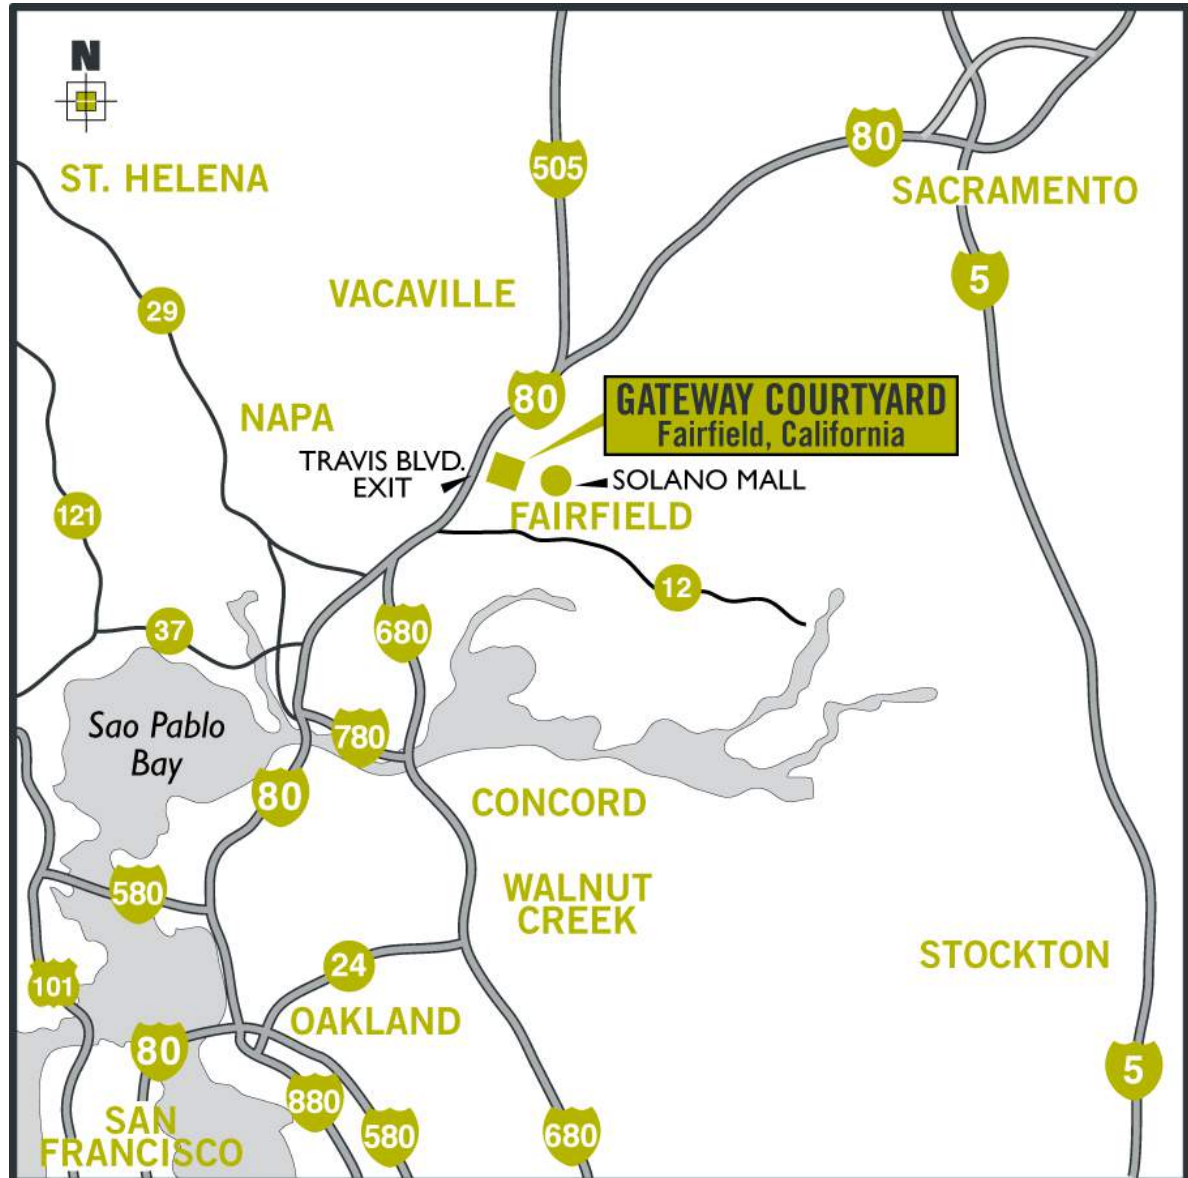 N
80
505
ST. HELENA
SACRAMENTO
5
VACAVILLE
29
80
GATEWAY COURTYARD
Fairfield, California
NAPA
TRAVIS BLVD.
EXIT
SOLANO MALL
121
FAIRFIELD
12
37
680
Sao Pablo
Bay
780
80
CONCORD
580
WALNUT
CREEK
STOCKTON
24
101
OAKLAND
80
5
880
SAN
FRANCISCO
580
680